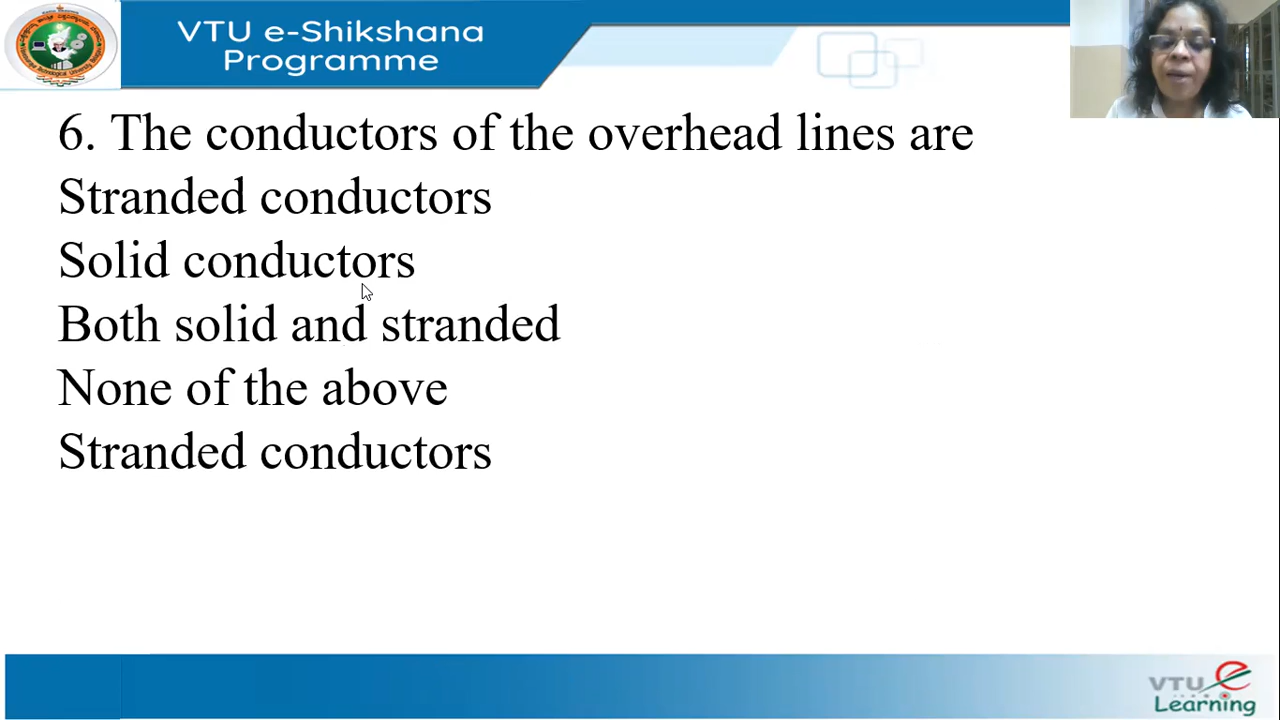 VTU e-Shikshana
Programme
6. The conductors of the overhead lines are
Stranded conductors
Solid conductors
Both solid and stranded
None of the above
Stranded conductors
VTU e
Learning